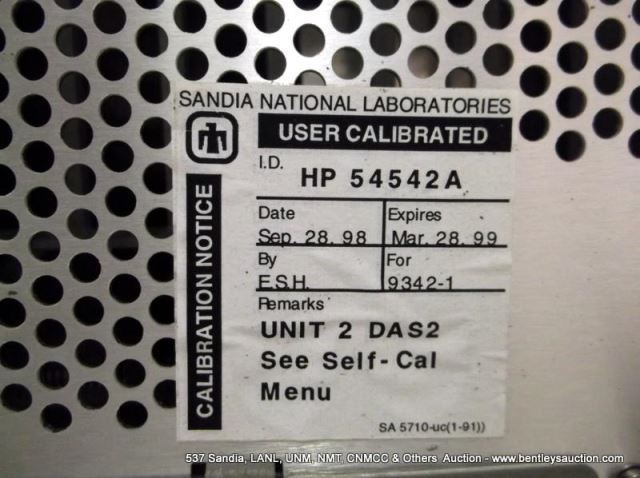 SANDIA NATIONAL LABORATORIES
USER CALIBRATED
I.D. HP 54542A
CALIBRATION NOTICE
Date Expires
Sep. 28. 98 Mar. 28. 99
By For
E.S.H. 9342-1
Remarks
UNIT 2 DAS2
See Self-Cal
Menu
SA 5710-uc(1-91))
537 Sandia, LANL, UNM, NMT, CNMCC & Others Auction - www.bentleysauction.com